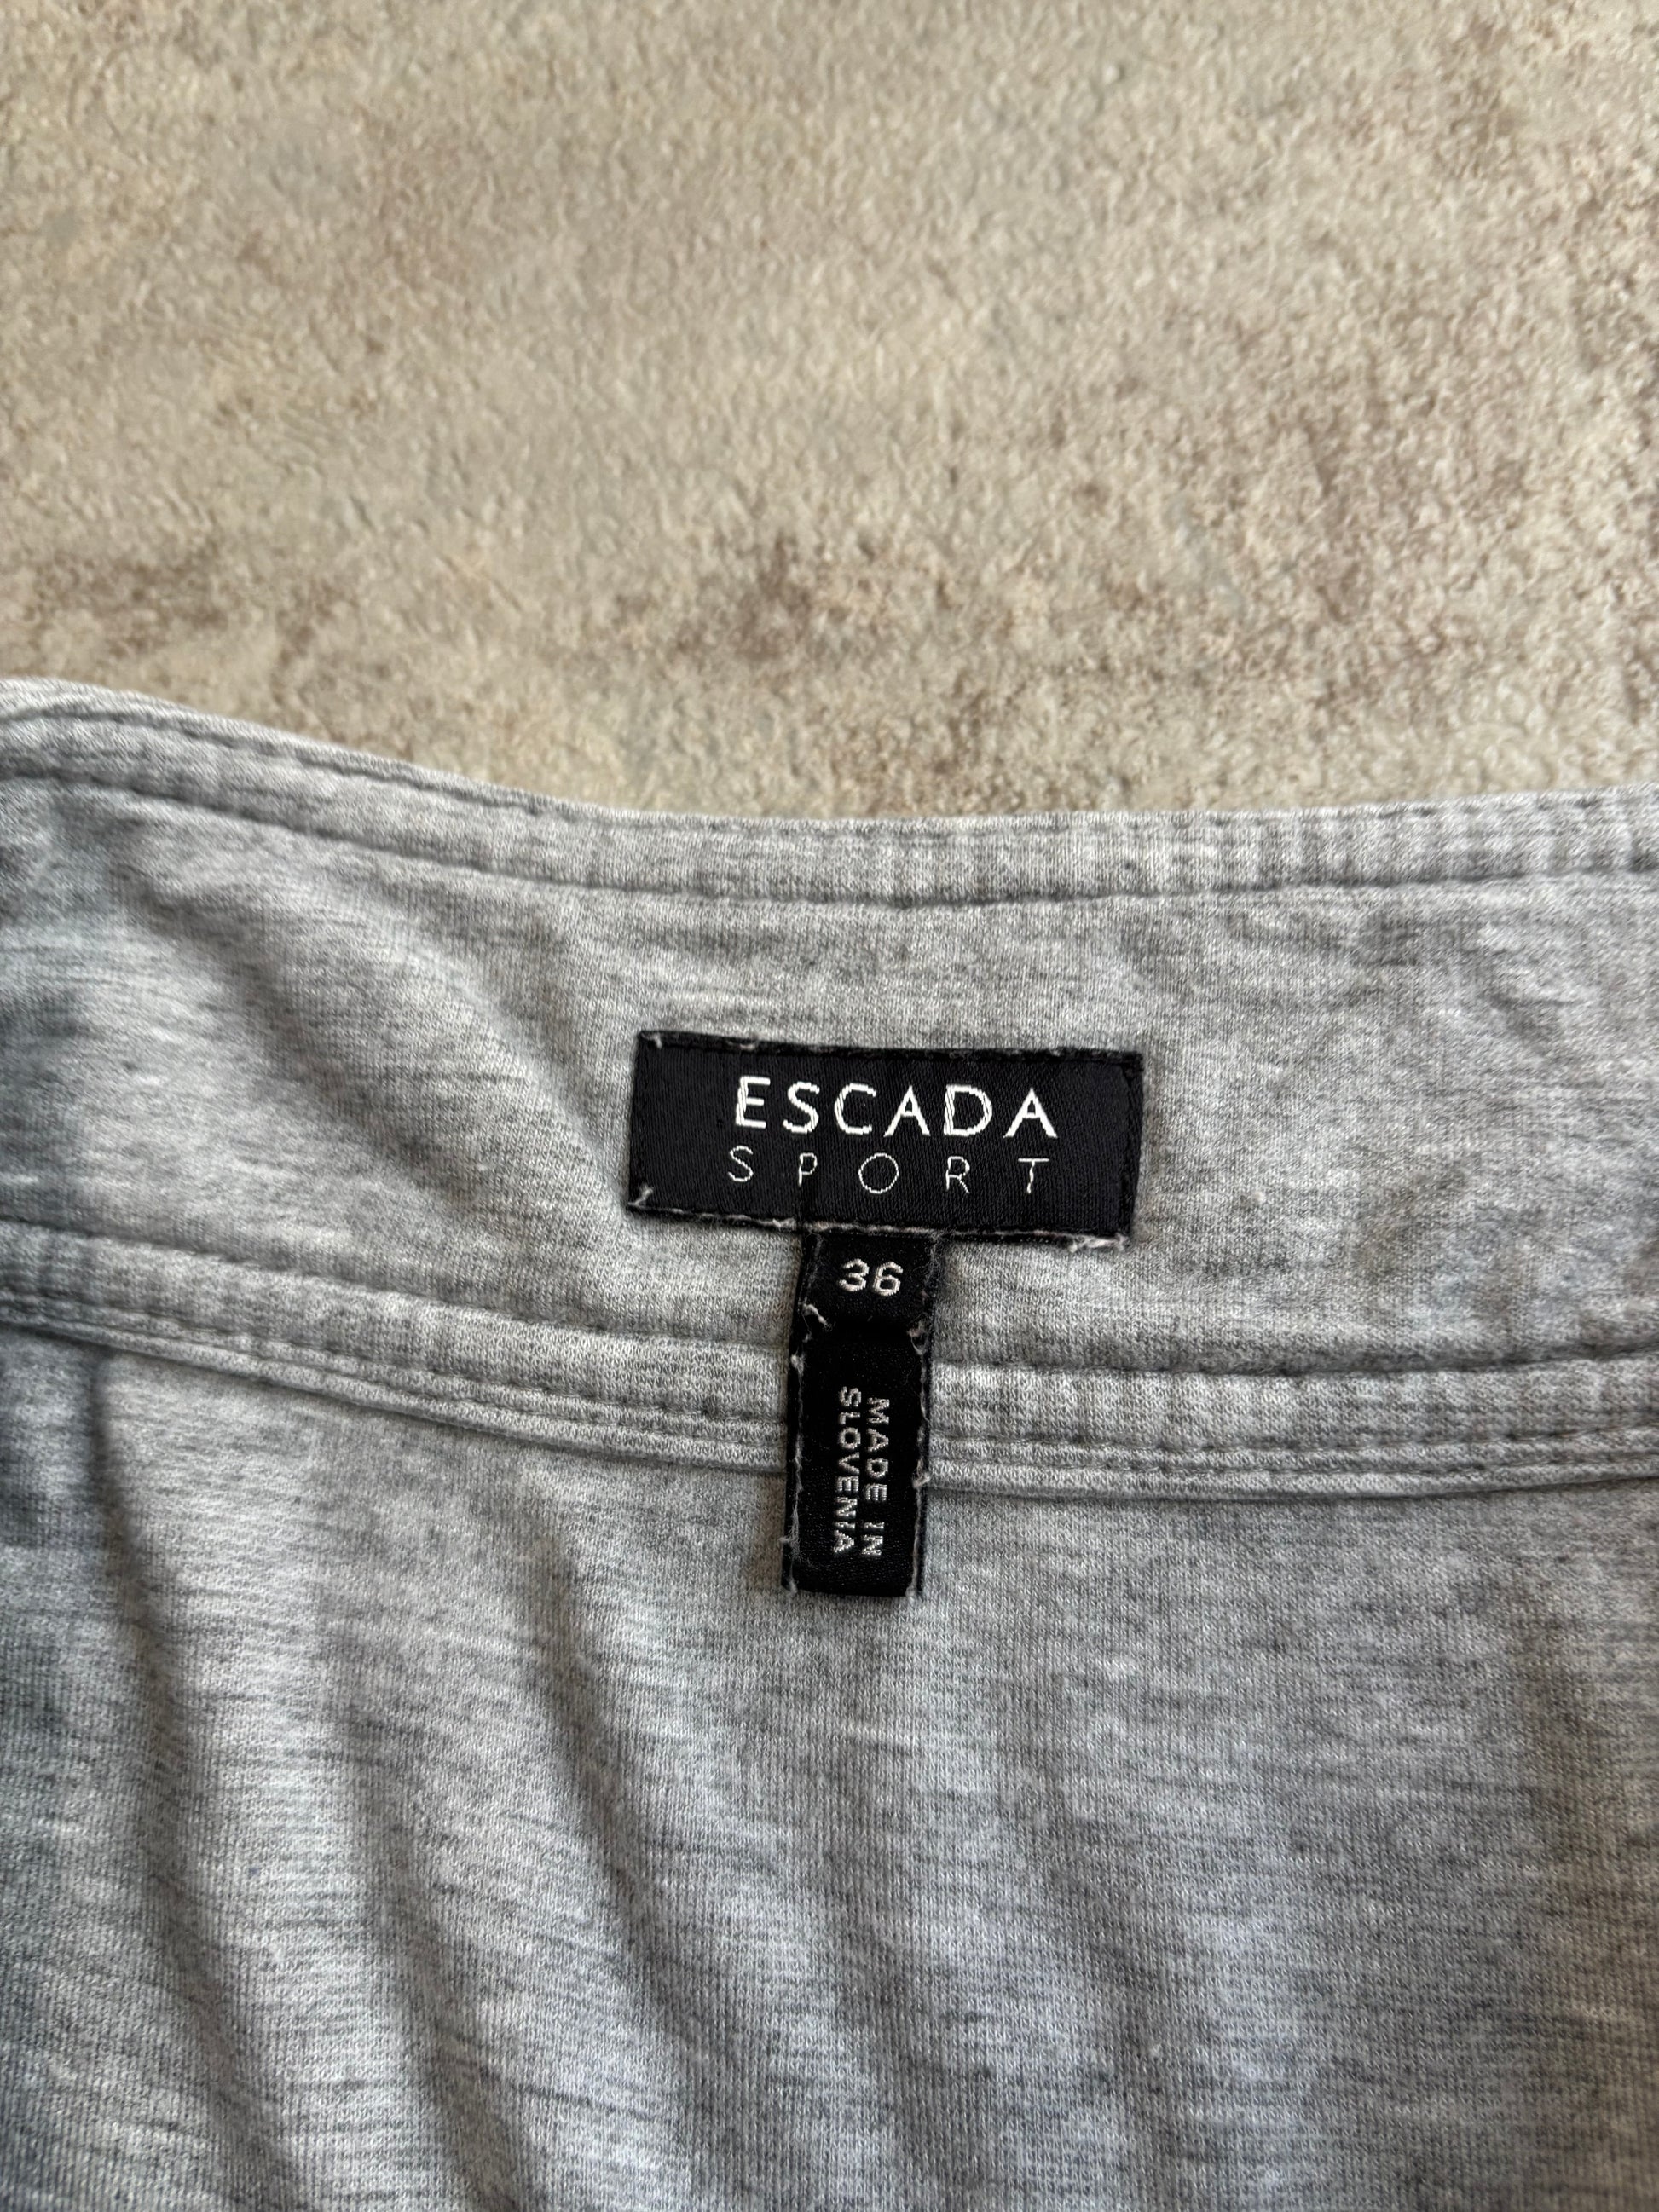 ESCADA
SPORT
36
MADE IN
SLOVENIA